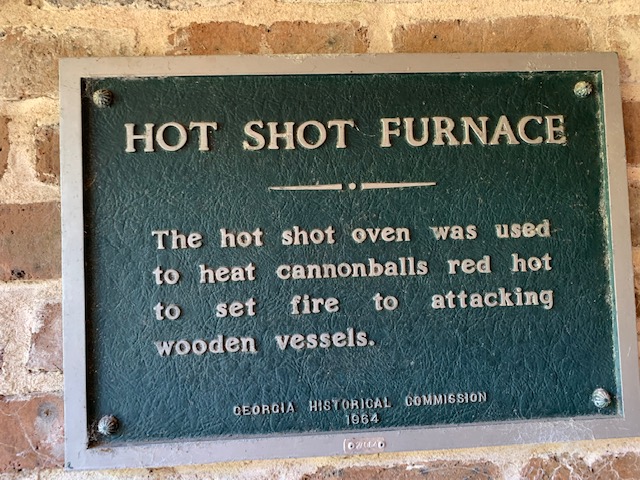 HOT SHOT FURNACE
The hot shot oven was used
to heat cannonballs red hot
to set fire to attacking
wooden vessels.
GEORGIA HISTORICAL COMMISSION
1964